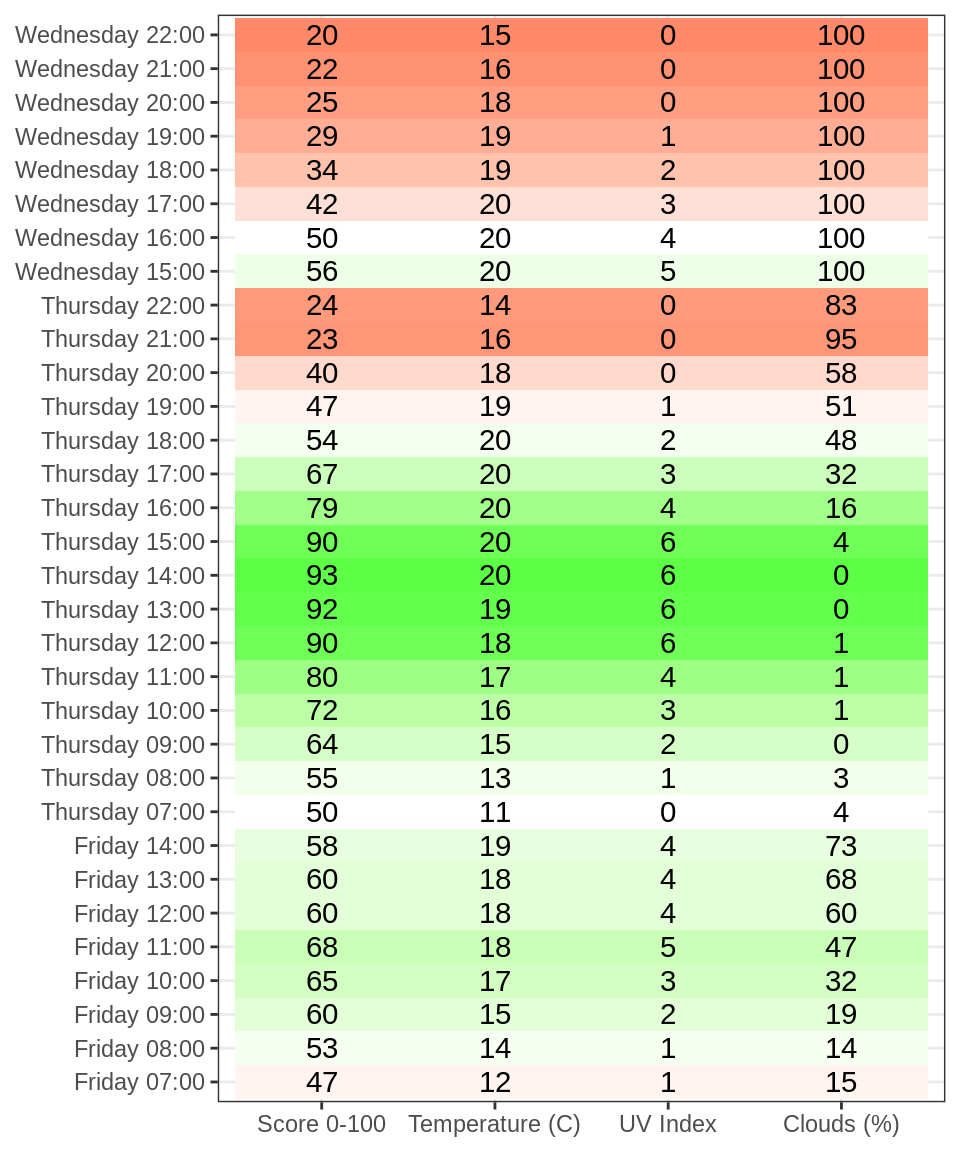 Wednesday 22:00 20 15 0 100
Wednesday 21:00 22 16 0 100
Wednesday 20:00 25 18 0 100
Wednesday 19:00 29 19 1 100
Wednesday 18:00 34 19 2 100
Wednesday 17:00 42 20 3 100
Wednesday 16:00 50 20 4 100
Wednesday 15:00 56 20 5 100
Thursday 22:00 24 14 0 83
Thursday 21:00 23 16 0 95
Thursday 20:00 40 18 0 58
Thursday 19:00 47 19 1 51
Thursday 18:00 54 20 2 48
Thursday 17:00 67 20 3 32
Thursday 16:00 79 20 4 16
Thursday 15:00 90 20 6 4
Thursday 14:00 93 20 6 0
Thursday 13:00 92 19 6 0
Thursday 12:00 90 18 6 1
Thursday 11:00 80 17 4 1
Thursday 10:00 72 16 3 1
Thursday 09:00 64 15 2 0
Thursday 08:00 55 13 1 3
Thursday 07:00 50 11 0 4
Friday 14:00 58 19 4 73
Friday 13:00 60 18 4 68
Friday 12:00 60 18 4 60
Friday 11:00 68 18 5 47
Friday 10:00 65 17 3 32
Friday 09:00 60 15 2 19
Friday 08:00 53 14 1 14
Friday 07:00 47 12 1 15
Score 0-100 Temperature (C) UV Index Clouds (%)